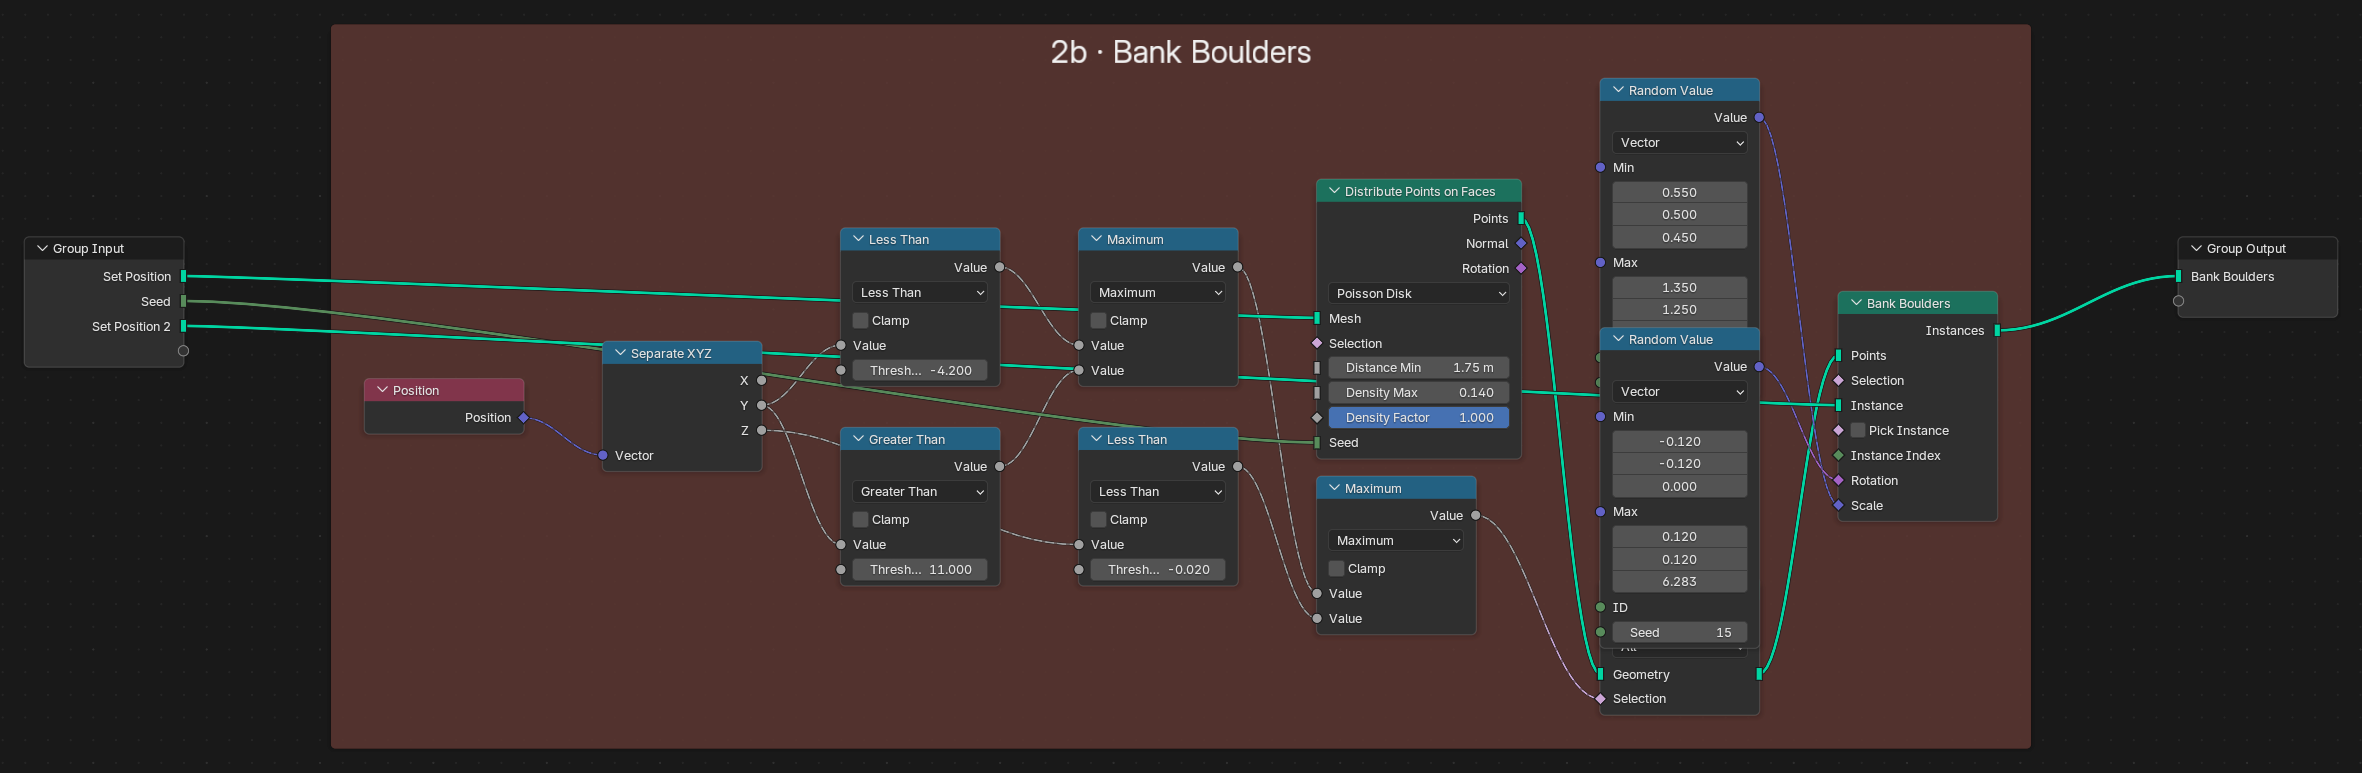 2b · Bank Boulders
Group Input
Set Position
Seed
Set Position 2
Position
Position
Separate XYZ
X
Y
Z
Vector
Less Than
Value
Less Than
Clamp
Value
Thresh... -4.200
Greater Than
Value
Greater Than
Clamp
Value
Thresh... 11.000
Maximum
Value
Maximum
Clamp
Value
Value
Less Than
Value
Less Than
Clamp
Value
Thresh... -0.020
Distribute Points on Faces
Points
Normal
Rotation
Poisson Disk
Mesh
Selection
Distance Min 1.75 m
Density Max 0.140
Density Factor 1.000
Seed
Maximum
Value
Maximum
Clamp
Value
Value
Random Value
Value
Vector
Min
0.550
0.500
0.450
Max
1.350
1.250
Random Value
Value
Vector
Min
-0.120
-0.120
0.000
Max
0.120
0.120
6.283
ID
Seed 15
Geometry
Selection
Bank Boulders
Instances
Points
Selection
Instance
Pick Instance
Instance Index
Rotation
Scale
Group Output
Bank Boulders